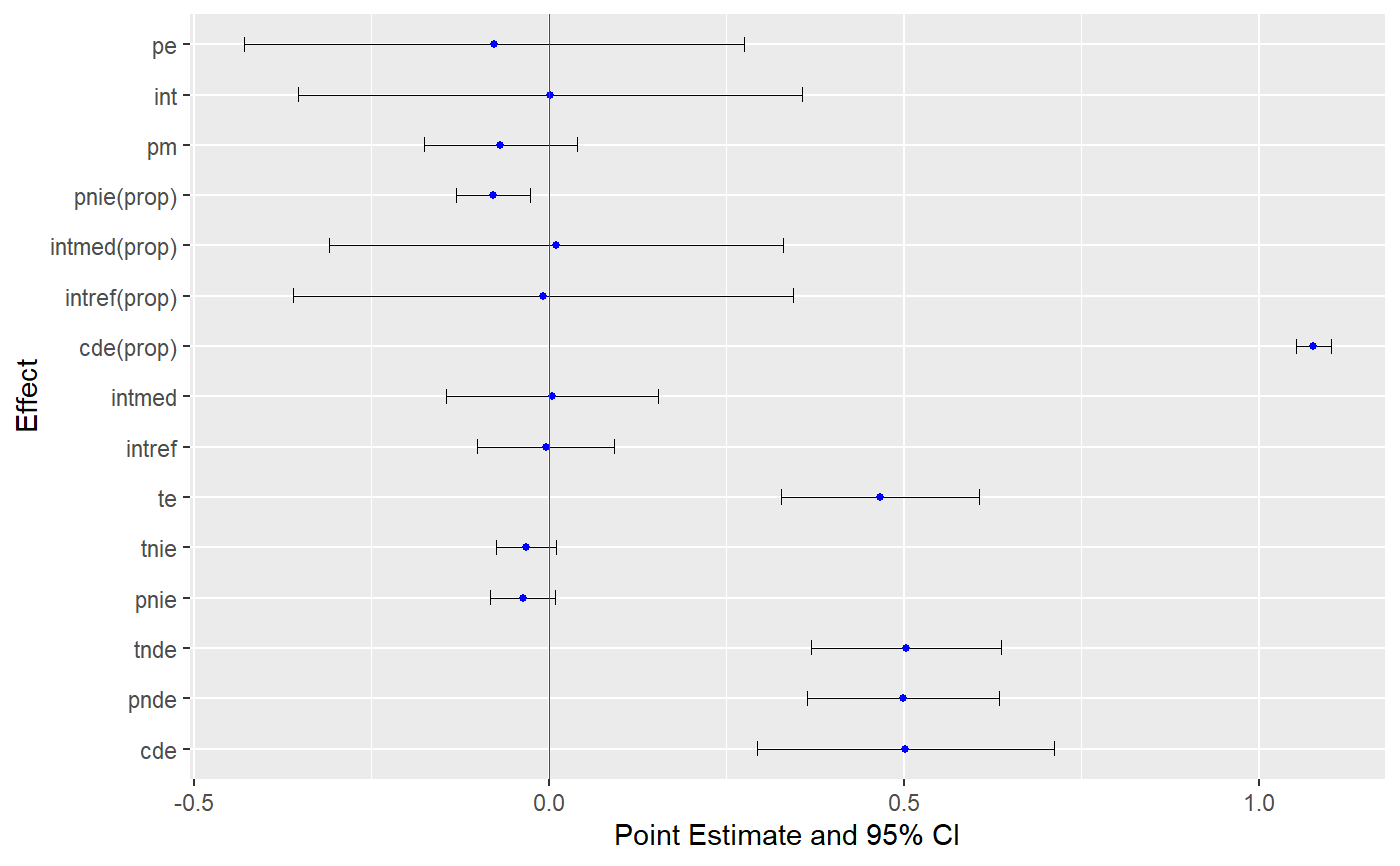 pe
int
pm
pnie(prop)
intmed(prop)
intref(prop)
cde(prop)
intmed
intref
te
tnie
pnie
tnde
pnde
cde
Effect
-0.5 0.0 0.5 1.0
Point Estimate and 95% CI